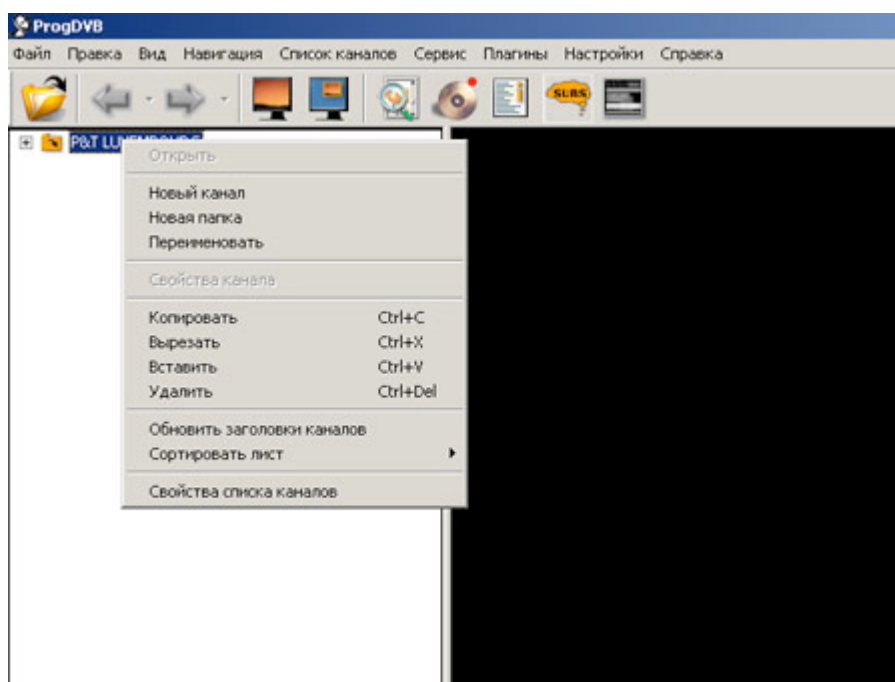 ProgDVB
Файл Правка Вид Навигация Список каналов Сервис Плагины Настройки Справка
SUBS
P&T
Открыть
Новый канал
Новая папка
Переименовать
Свойства канала
Копировать Ctrl+C
Вырезать Ctrl+X
Вставить Ctrl+V
Удалить Ctrl+Del
Обновить заголовки каналов
Сортировать лист
Свойства списка каналов